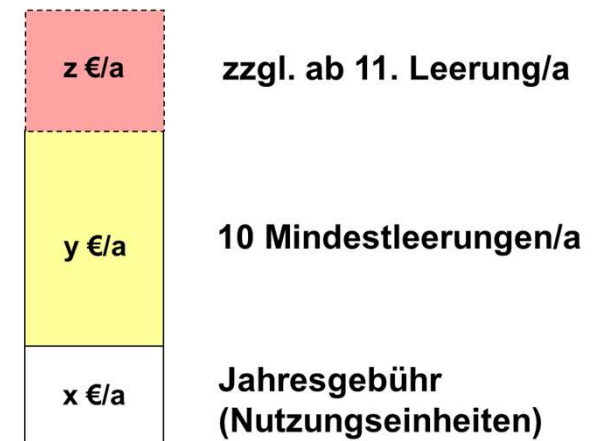 z €/a zzgl. ab 11. Leerung/a
y €/a 10 Mindestleerungen/a
x €/a Jahresgebühr
(Nutzungseinheiten)